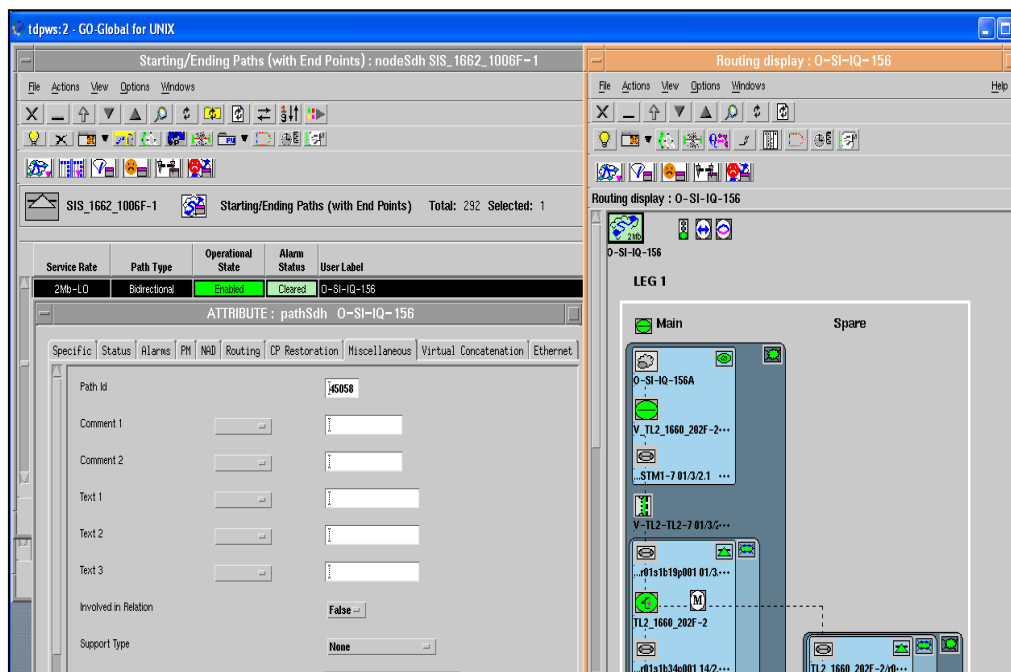 tdpws:2 - GO-Global for UNIX
Starting/Ending Paths (with End Points) : nodeSdh SIS_1662_1006F-1
File Actions View Options Windows
SIS_1662_1006F-1 Starting/Ending Paths (with End Points) Total: 292 Selected: 1
Service Rate Path Type Operational State Alarm Status User Label
2Mb-LO Bidirectional Enabled Cleared O-SI-IQ-156
ATTRIBUTE : pathSdh O-SI-IQ-156
Specific Status Alarms PM NAD Routing CP Restoration Miscellaneous Virtual Concatenation Ethernet
Path Id 45058
Comment 1
Comment 2
Text 1
Text 2
Text 3
Involved in Relation False
Support Type None
Routing display : O-SI-IQ-156
File Actions View Options Windows Help
Routing display : O-SI-IQ-156
2Mb
O-SI-IQ-156
LEG 1
Main Spare
O-SI-IQ-156A
V_TL2_1660_202F-2···
...STM1-7 01/3/2.1 ···
V-TL2-TL2-7 01/3/2···
...r01s1b19p001 01/3.···
M
TL2_1660_202F-2
...r01s1b34p001 14/2···
TL2_1660_202F-2/r0···